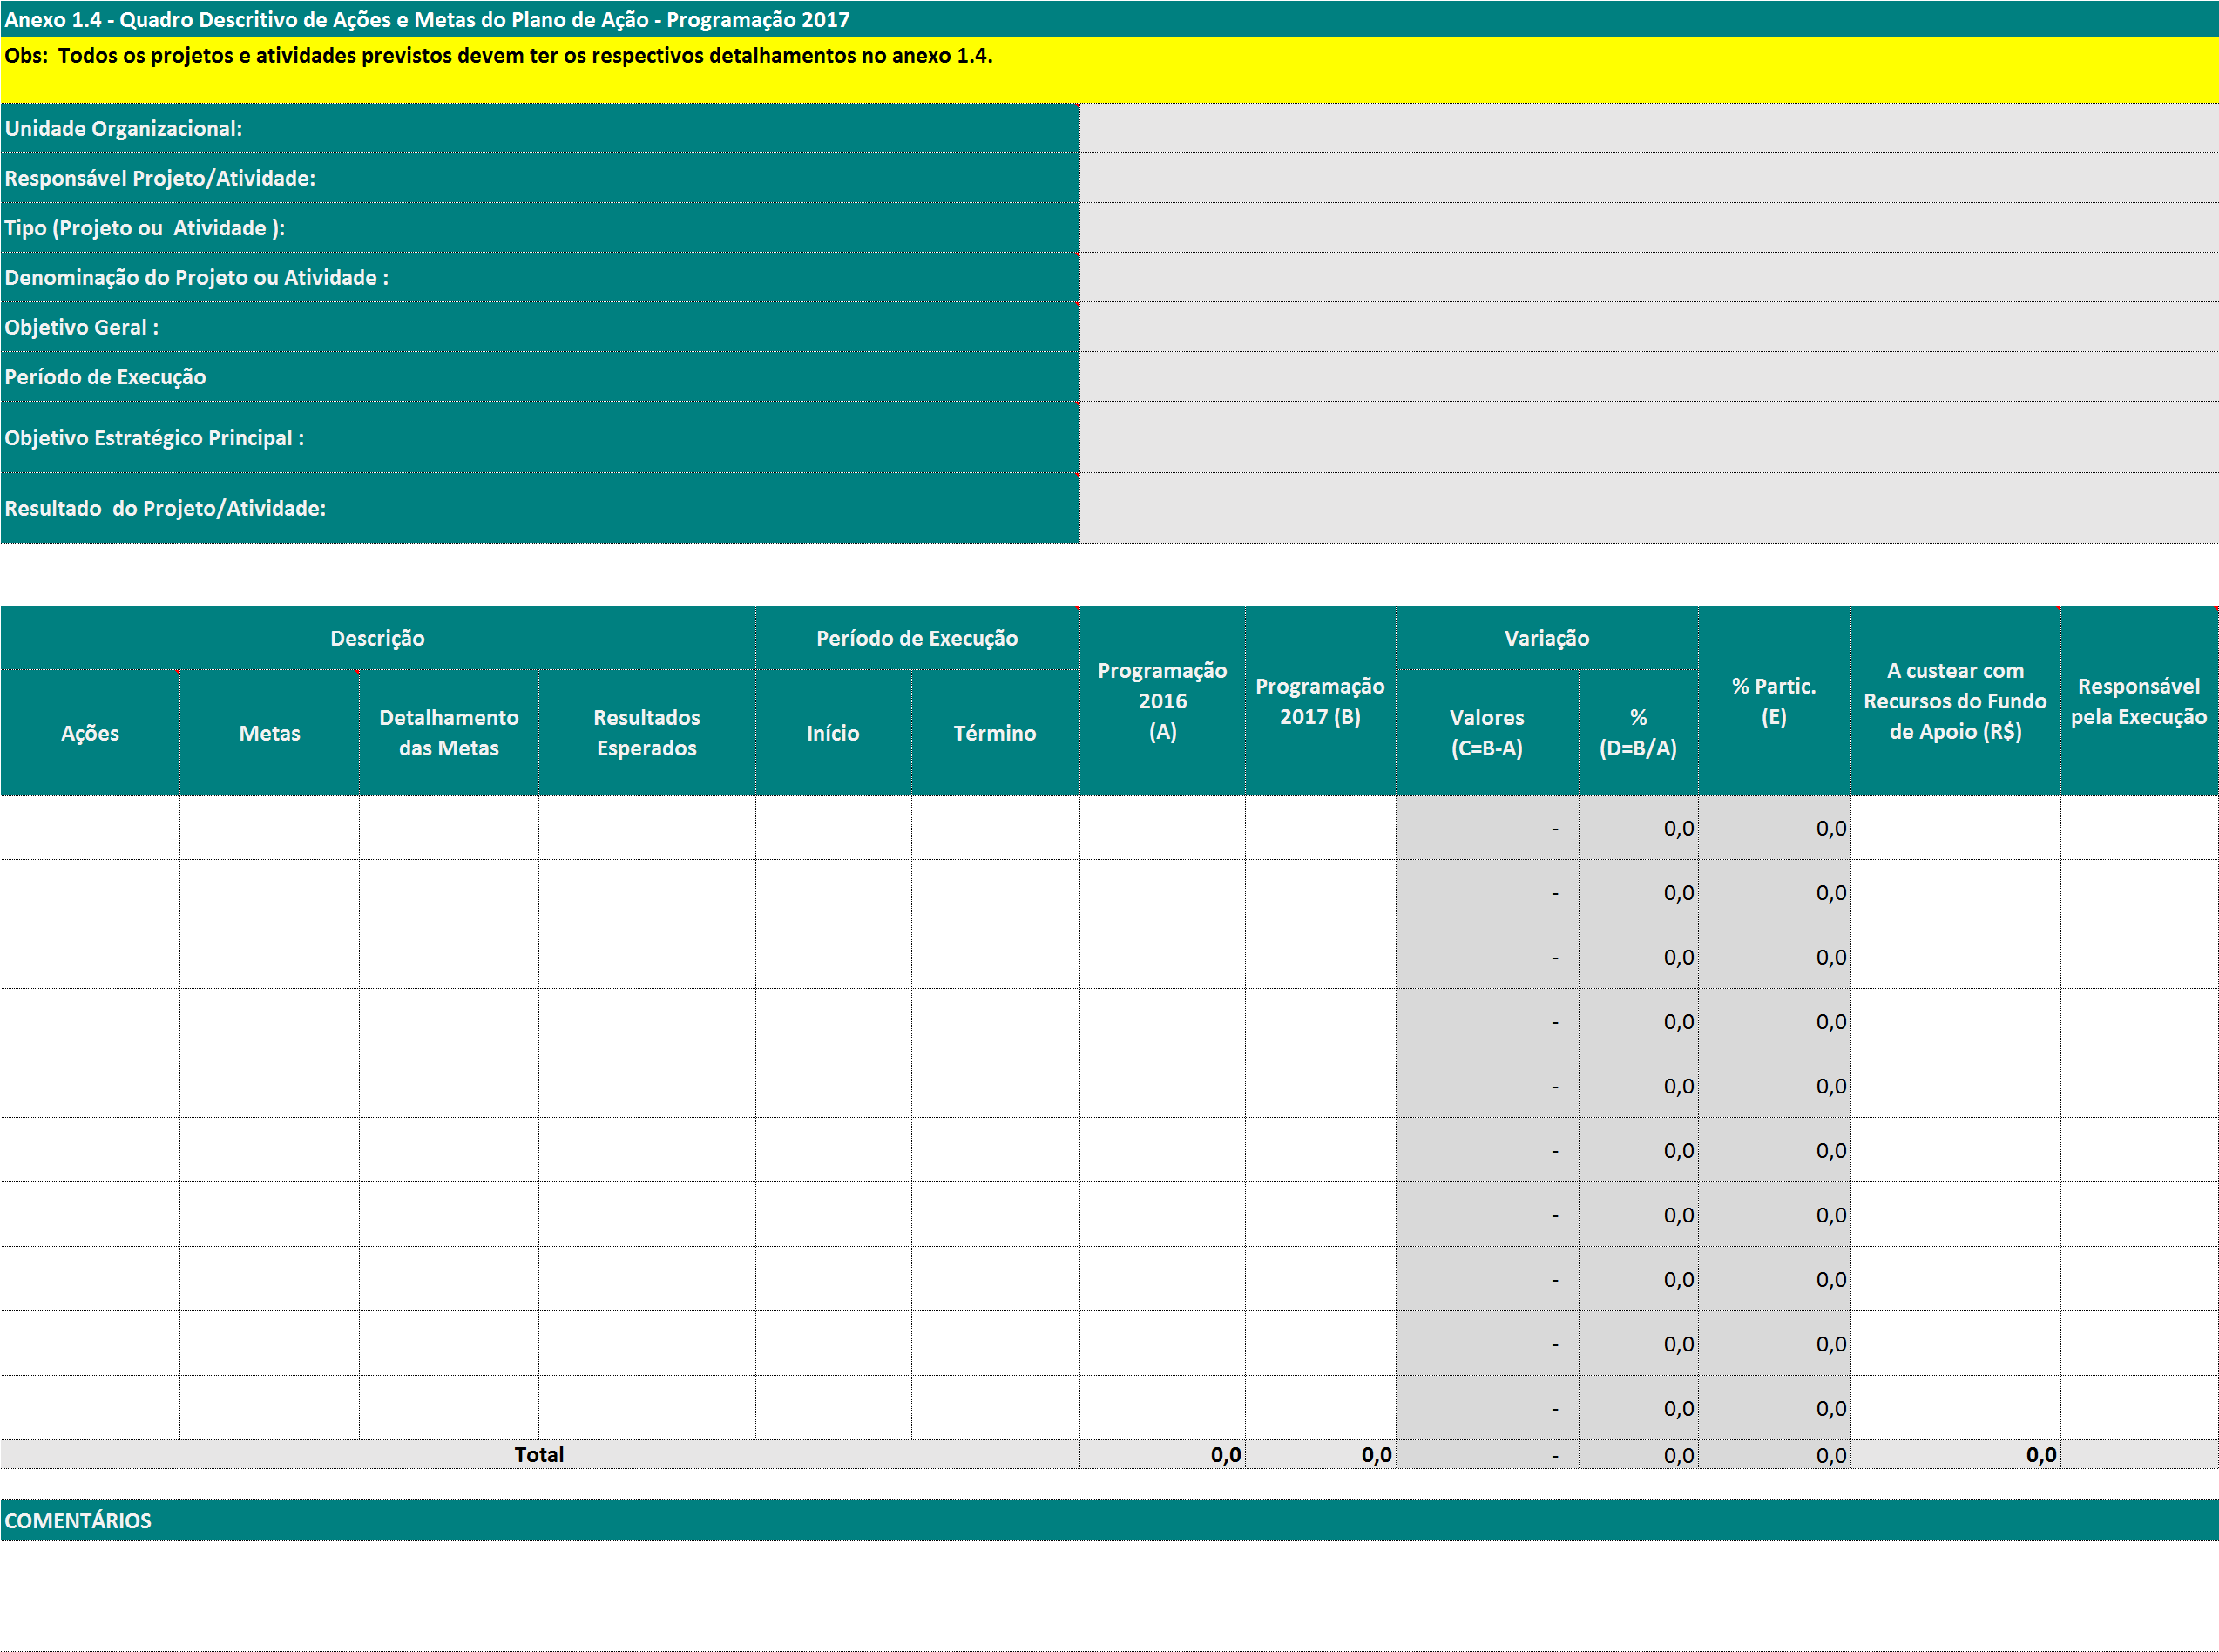 Anexo 1.4 - Quadro Descritivo de Ações e Metas do Plano de Ação - Programação 2017
Obs:  Todos os projetos e atividades previstos devem ter os respectivos detalhamentos no anexo 1.4.
Unidade Organizacional:
Responsável Projeto/Atividade:
Tipo (Projeto ou  Atividade ):
Denominação do Projeto ou Atividade :
Objetivo Geral :
Período de Execução
Objetivo Estratégico Principal :
Resultado  do Projeto/Atividade:
Descrição
Período de Execução
Programação
2016
(A)
Programação
2017 (B)
Variação
% Partic.
(E)
A custear com
Recursos do Fundo
de Apoio (R$)
Responsável
pela Execução
Ações
Metas
Detalhamento
das Metas
Resultados
Esperados
Início
Término
Valores
(C=B-A)
%
(D=B/A)
- 0,0 0,0
- 0,0 0,0
- 0,0 0,0
- 0,0 0,0
- 0,0 0,0
- 0,0 0,0
- 0,0 0,0
- 0,0 0,0
- 0,0 0,0
- 0,0 0,0
Total 0,0 0,0 - 0,0 0,0 0,0
COMENTÁRIOS